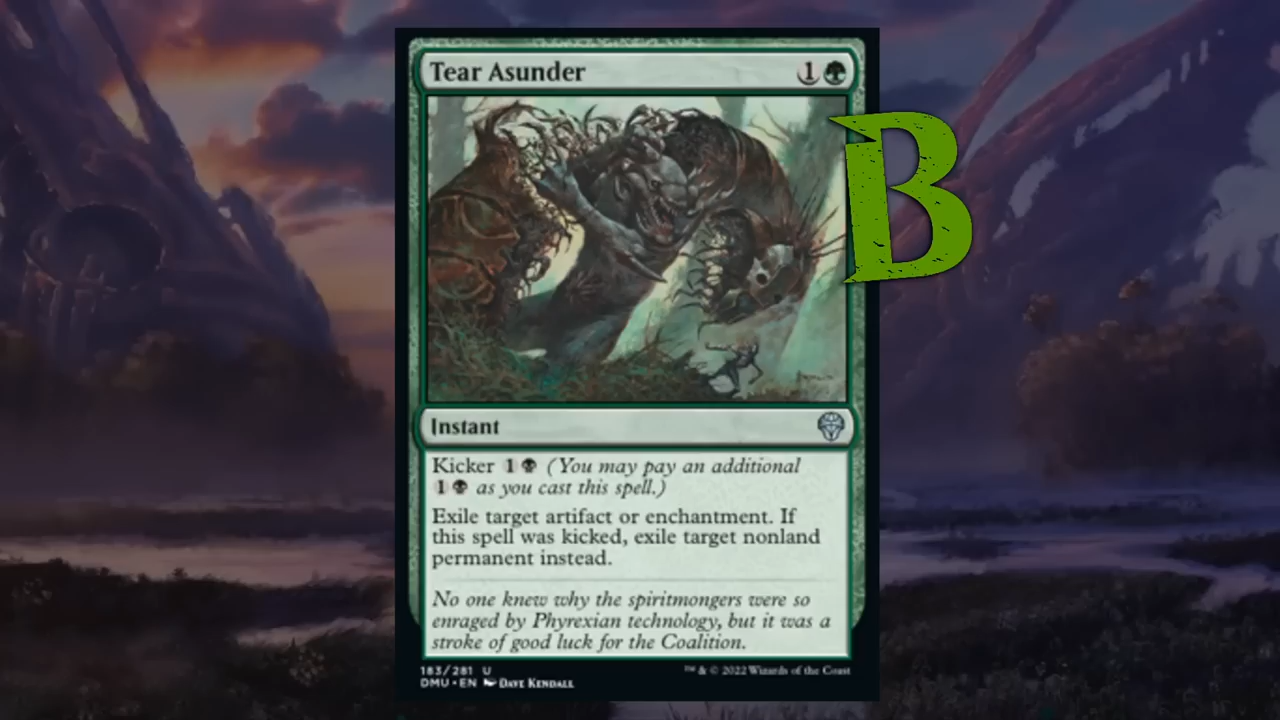 Tear Asunder 1
B
Instant
Kicker 1 (You may pay an additional
1 as you cast this spell.)
Exile target artifact or enchantment. If
this spell was kicked, exile target nonland
permanent instead.
No one knew why the spiritmongers were so
enraged by Phyrexian technology, but it was a
stroke of good luck for the Coalition.
183/281 U
DMU • EN DAVE KENDALL
™ & © 2022 Wizards of the Coast